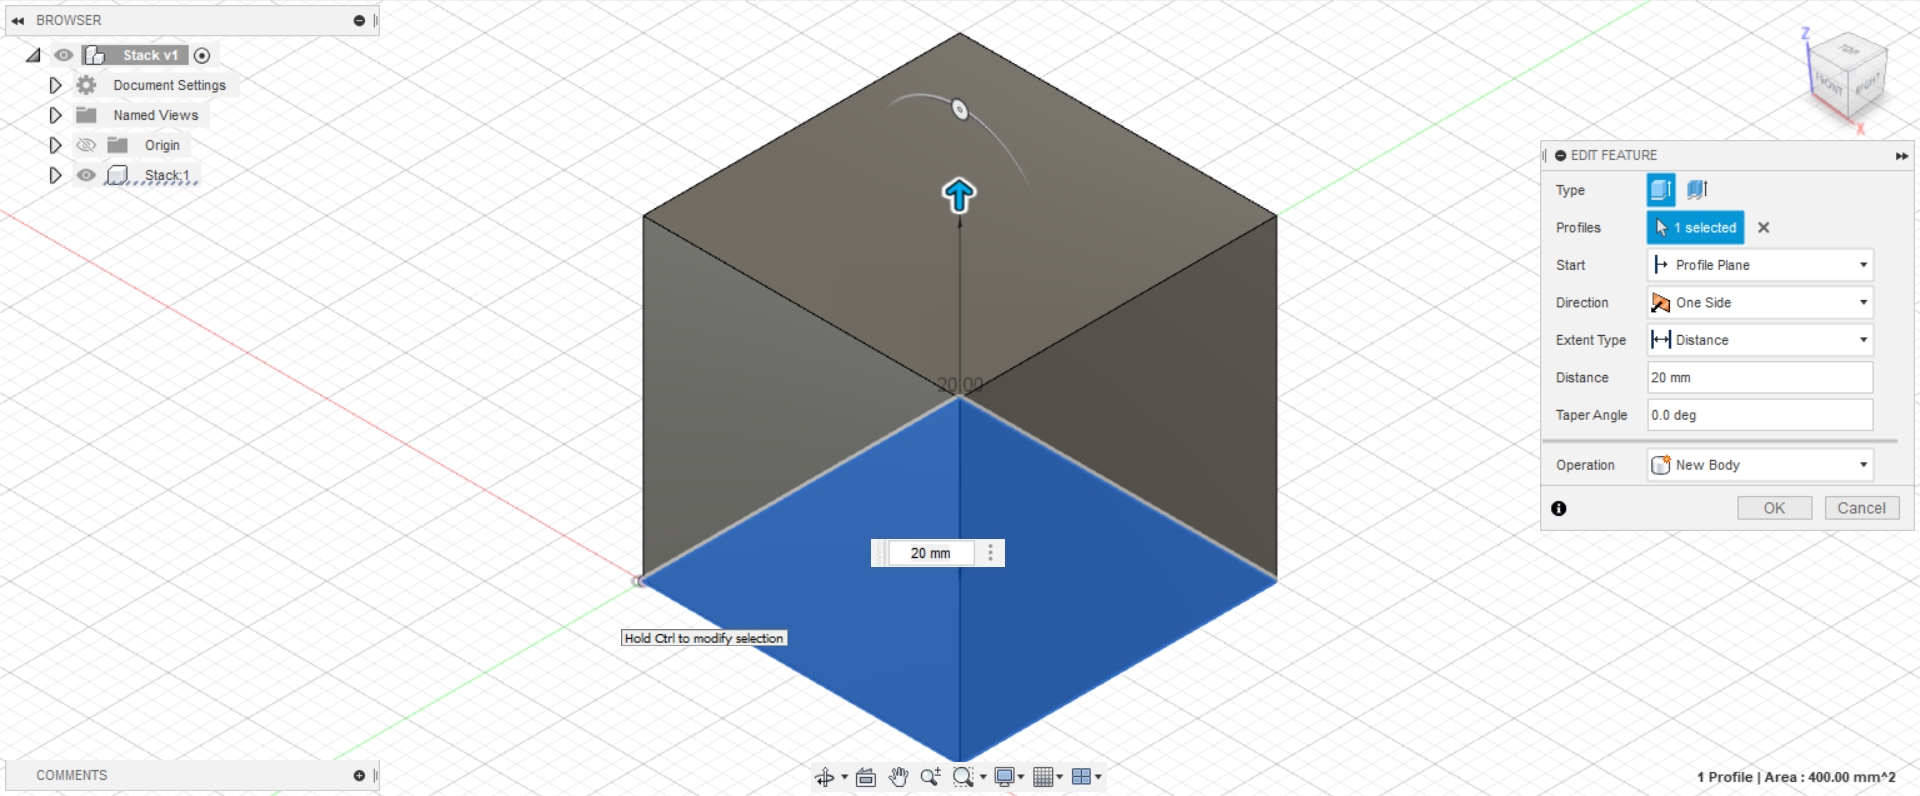 BROWSER
Stack v1
Document Settings
Named Views
Origin
Stack:1
Z
TOP
FRONT
RIGHT
X
EDIT FEATURE
Type
Profiles
1 selected
Start
Profile Plane
Direction
One Side
Extent Type
Distance
Distance
20 mm
Taper Angle
0.0 deg
Operation
New Body
OK
Cancel
20.00
20 mm
Hold Ctrl to modify selection
COMMENTS
1 Profile | Area : 400.00 mm^2